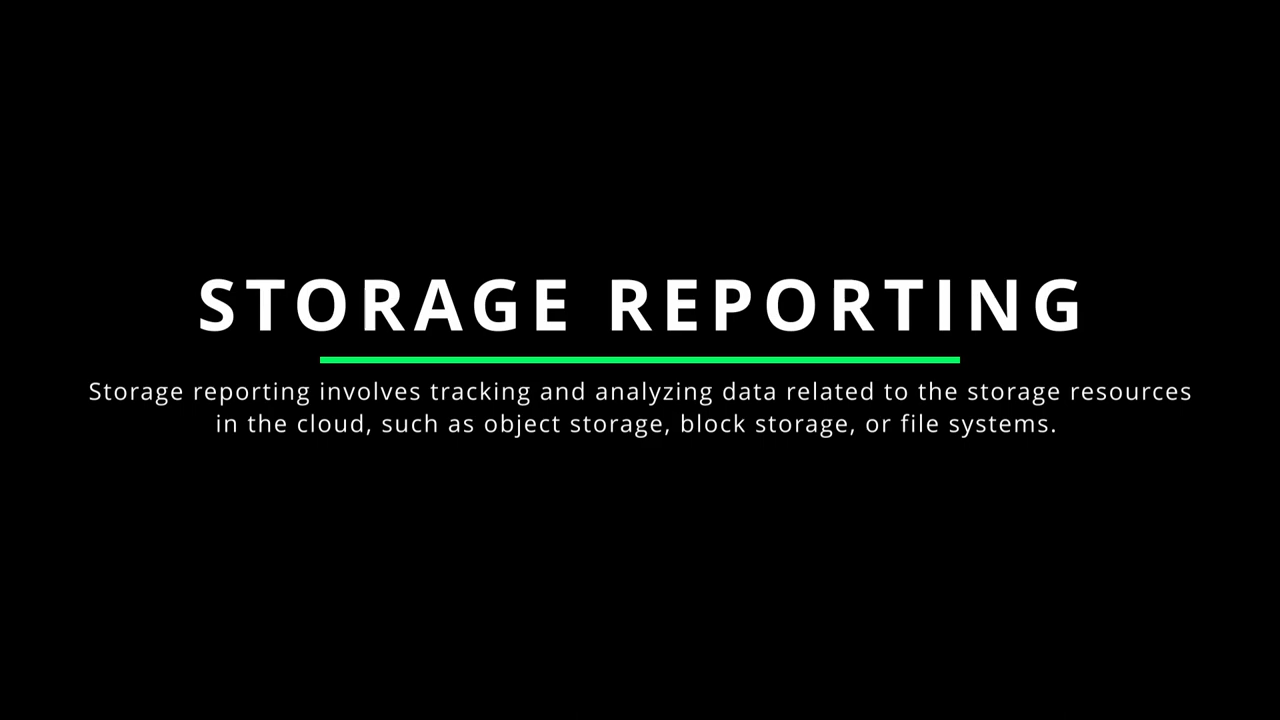 STORAGE REPORTING
Storage reporting involves tracking and analyzing data related to the storage resources
in the cloud, such as object storage, block storage, or file systems.